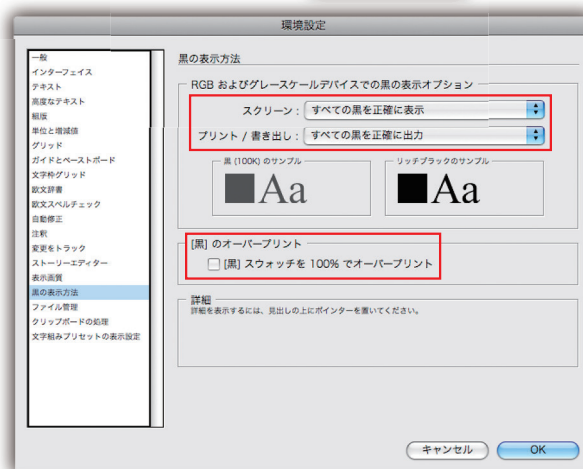 環境設定
一般
インターフェイス
テキスト
高度なテキスト
組版
単位と増減値
グリッド
ガイドとペーストボード
文字枠グリッド
欧文辞書
欧文スペルチェック
自動修正
注釈
変更をトラック
ストーリーエディター
表示画質
黒の表示方法
ファイル管理
クリップボードの処理
文字組みプリセットの表示設定
黒の表示方法
RGB およびグレースケールデバイスでの黒の表示オプション
スクリーン : すべての黒を正確に表示
プリント / 書き出し : すべての黒を正確に出力
黒 (100K) のサンプル
Aa
リッチブラックのサンプル
Aa
[黒] のオーバープリント
[黒] スウォッチを 100% でオーバープリント
詳細
詳細を表示するには、見出しの上にポインターを置いてください。
キャンセル
OK